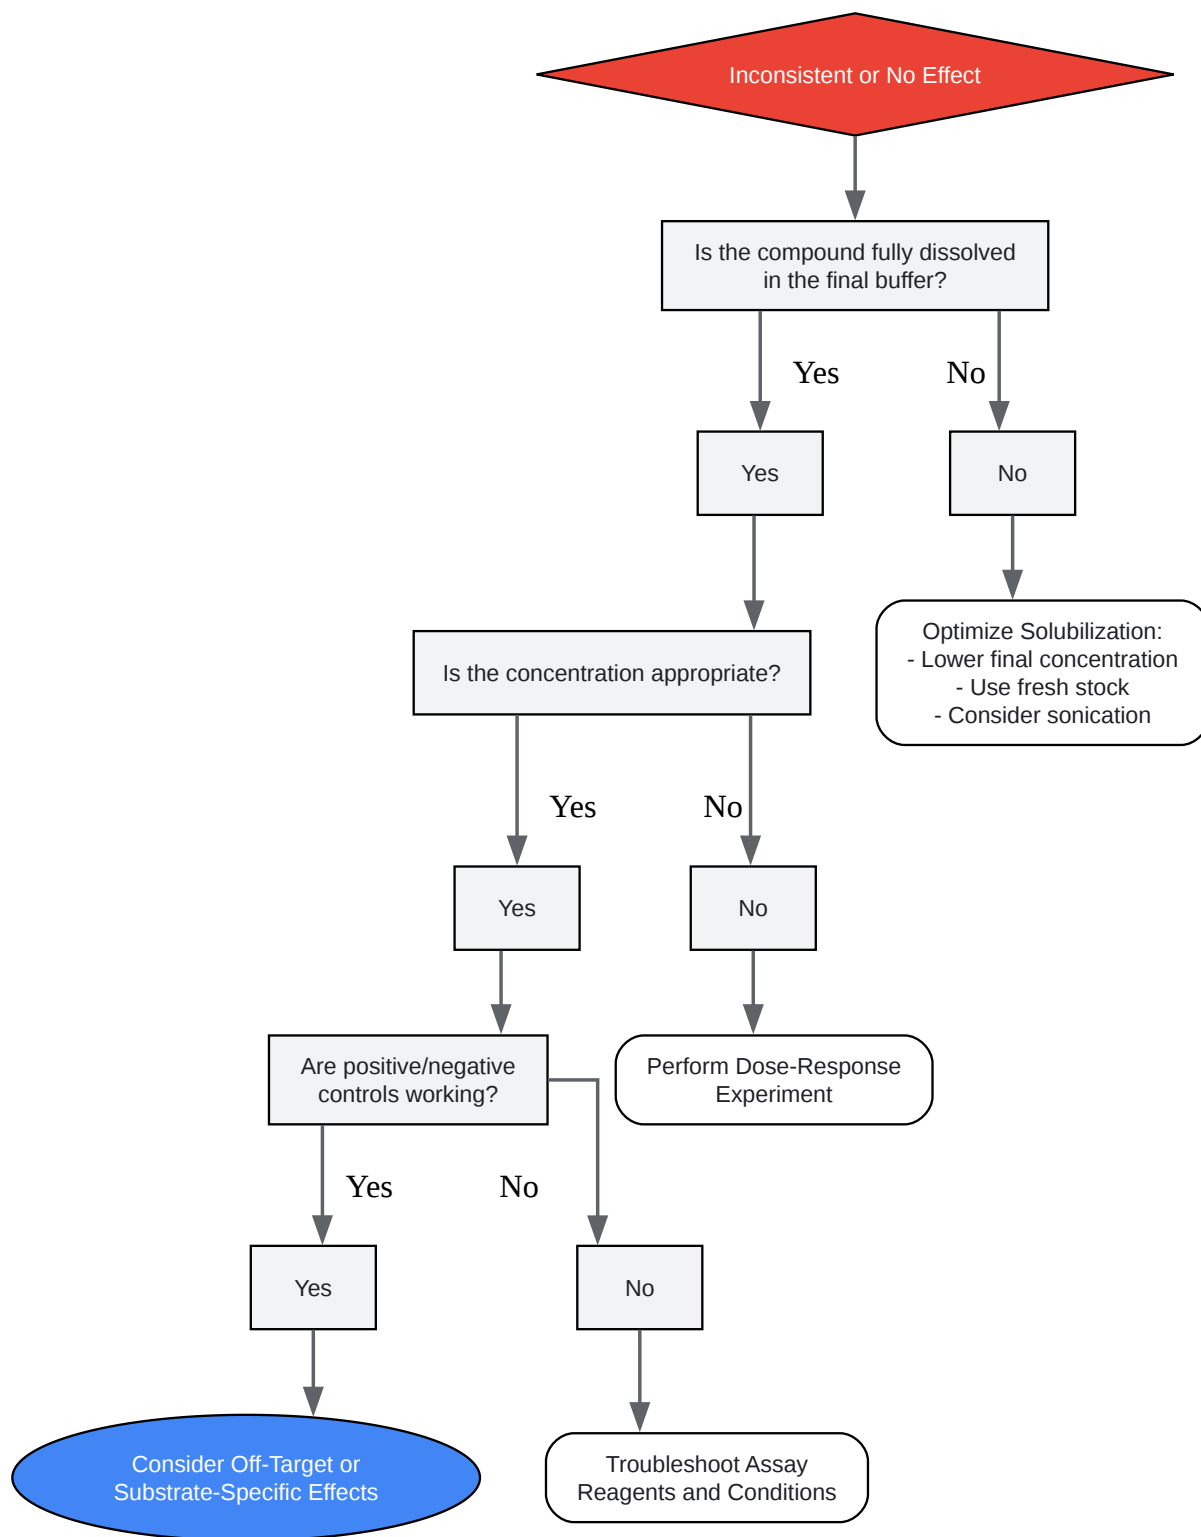 Inconsistent or No Effect
Is the compound fully dissolved
in the final buffer?
Yes
No
Yes
No
Optimize Solubilization:
- Lower final concentration
- Use fresh stock
- Consider sonication
Is the concentration appropriate?
Yes
No
Yes
No
Are positive/negative
controls working?
Perform Dose-Response
Experiment
Yes
No
Yes
No
Consider Off-Target or
Substrate-Specific Effects
Troubleshoot Assay
Reagents and Conditions